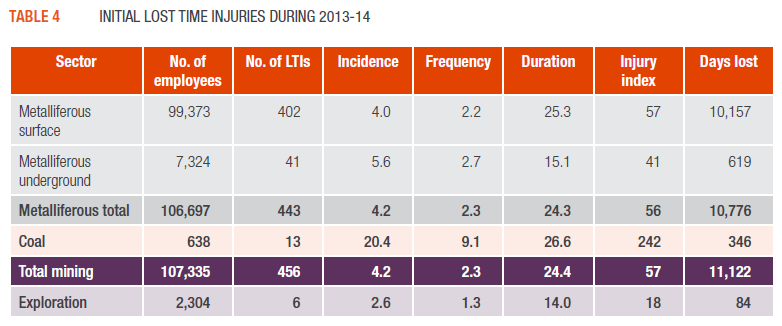 TABLE 4 INITIAL LOST TIME INJURIES DURING 2013-14
Sector No. of employees No. of LTIs Incidence Frequency Duration Injury index Days lost
Metalliferous surface 99,373 402 4.0 2.2 25.3 57 10,157
Metalliferous underground 7,324 41 5.6 2.7 15.1 41 619
Metalliferous total 106,697 443 4.2 2.3 24.3 56 10,776
Coal 638 13 20.4 9.1 26.6 242 346
Total mining 107,335 456 4.2 2.3 24.4 57 11,122
Exploration 2,304 6 2.6 1.3 14.0 18 84